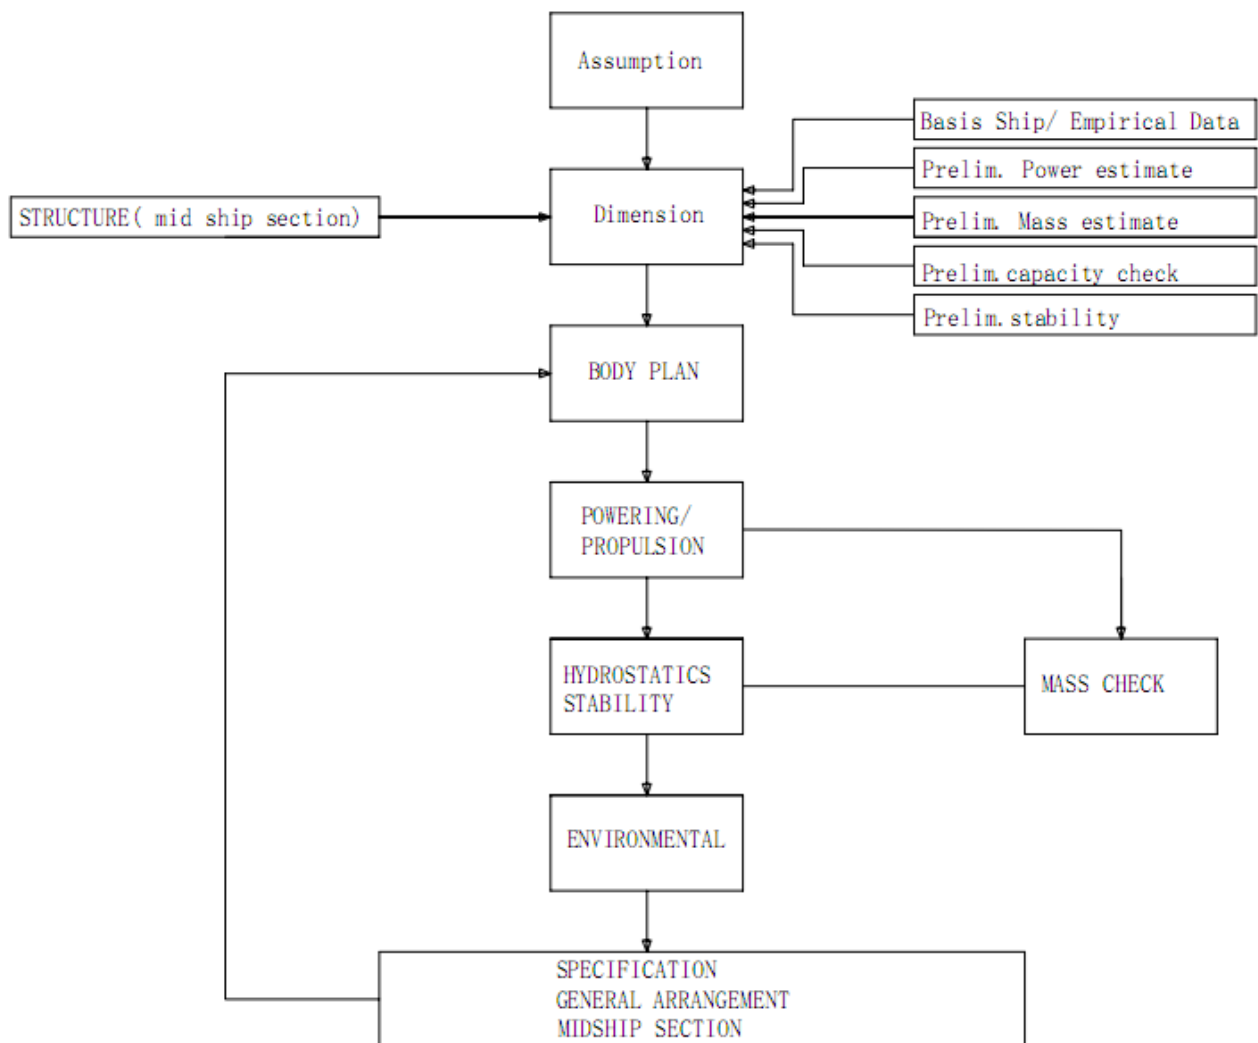 Assumption
Basis Ship/ Empirical Data
Prelim. Power estimate
STRUCTURE( mid ship section)
Dimension
Prelim. Mass estimate
Prelim.capacity check
Prelim.stability
BODY PLAN
POWERING/
PROPULSION
HYDROSTATICS
STABILITY
MASS CHECK
ENVIRONMENTAL
SPECIFICATION
GENERAL ARRANGEMENT
MIDSHIP SECTION